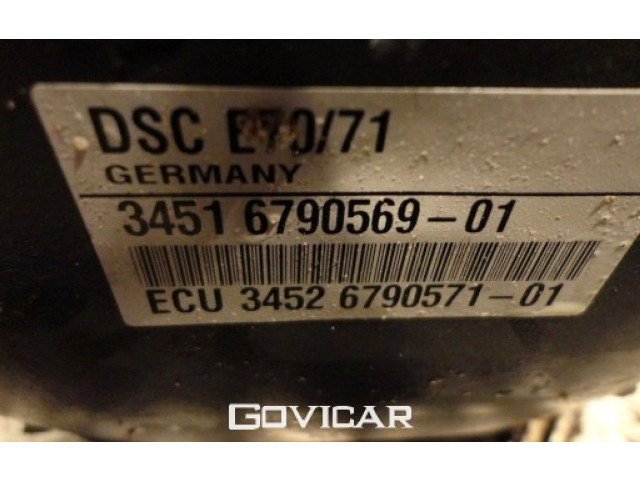 DSC E70/71
GERMANY
3451 6790569-01
ECU 3452 6790571-01
GOVICAR